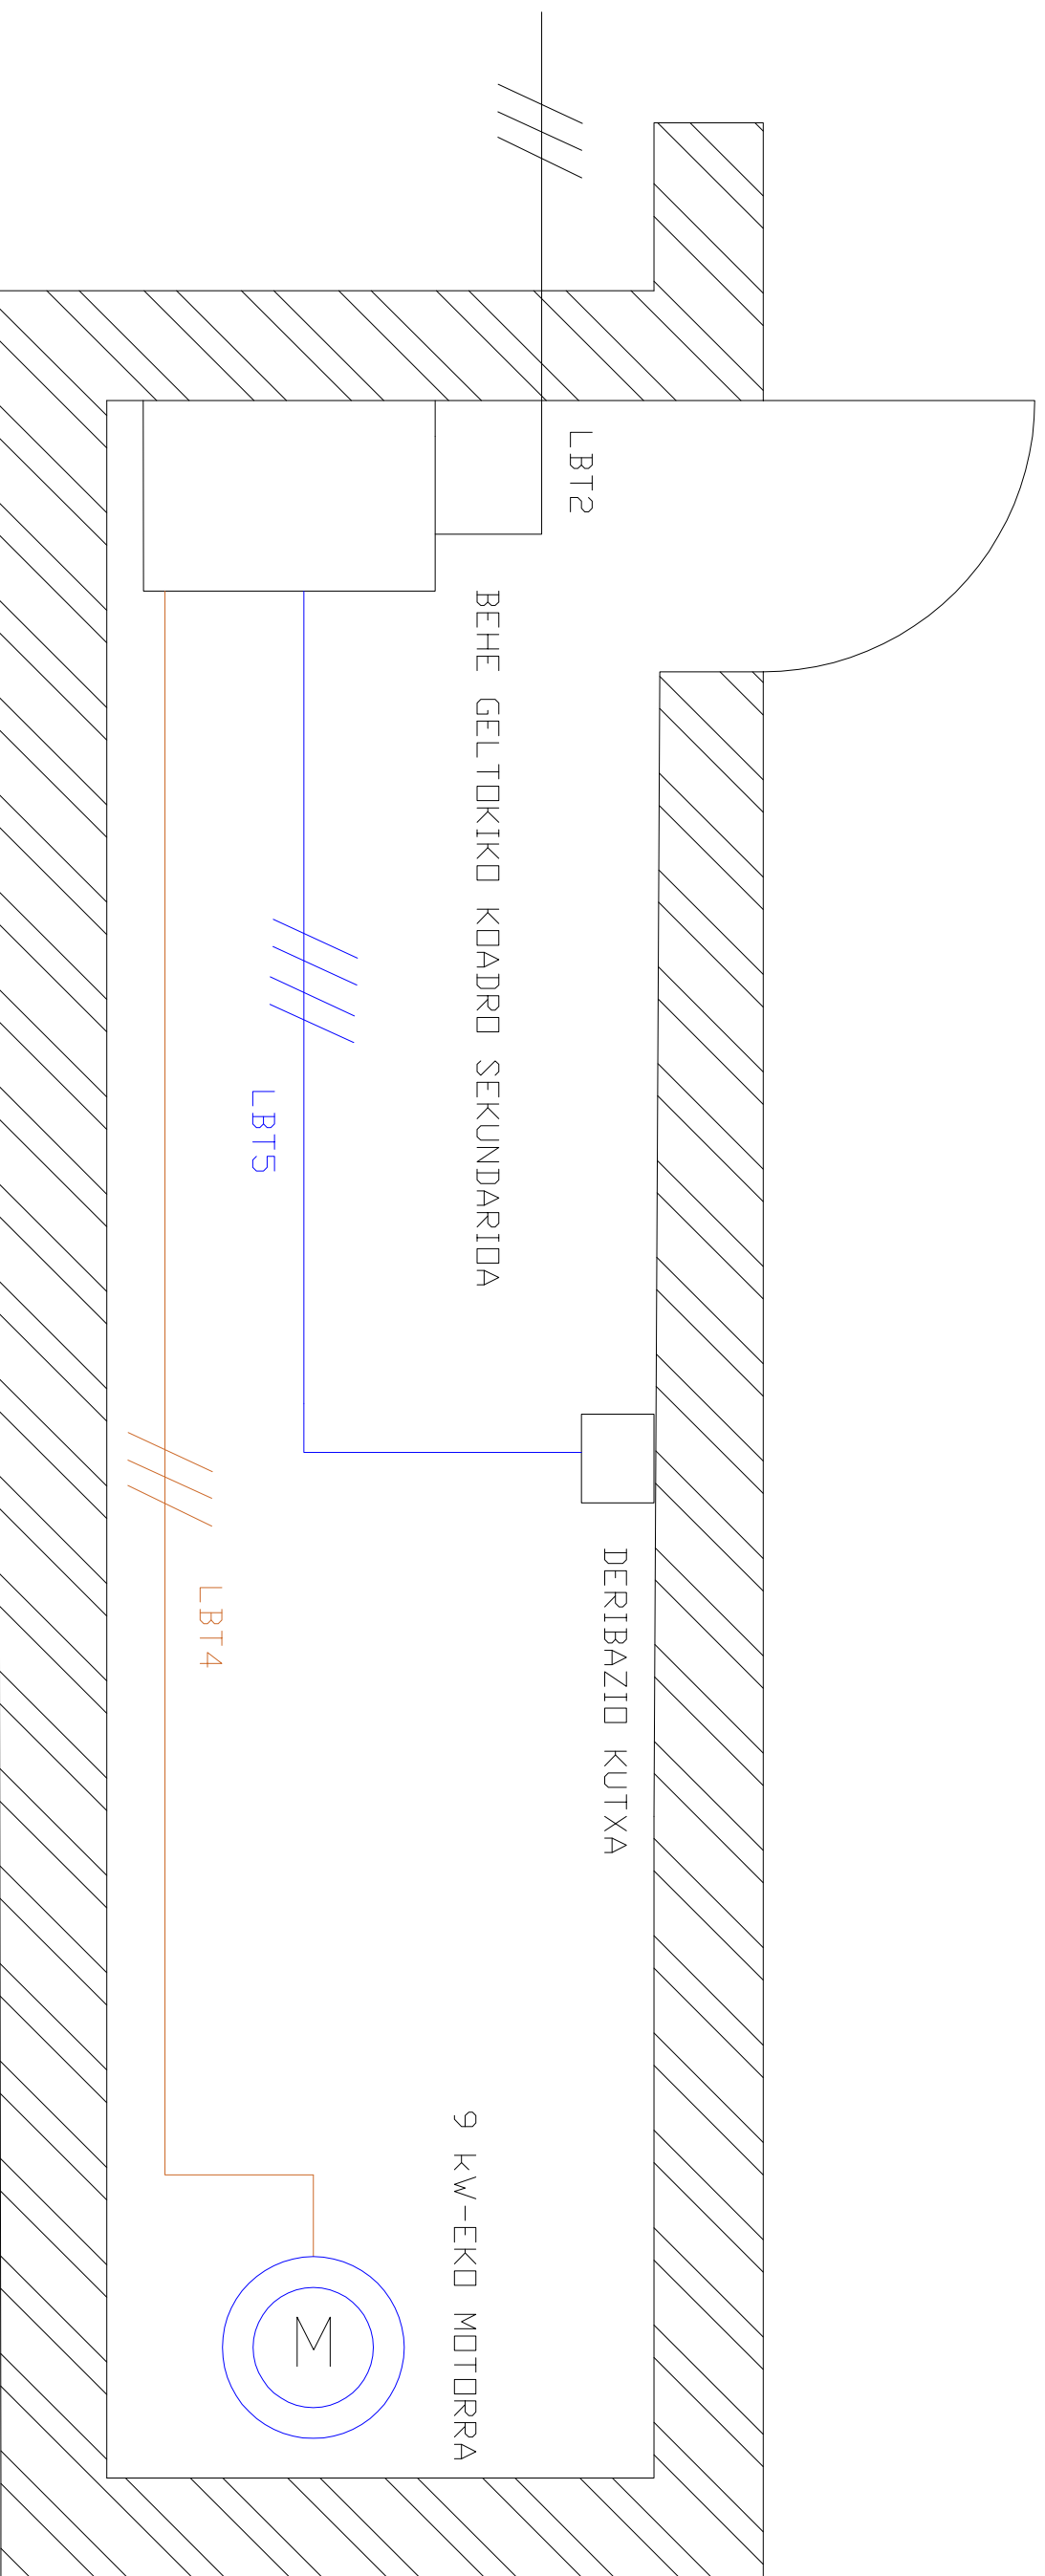 LBT2
BEHE GELTOKIKO KOADRO SEKUNDARIOA
LBT5
DERIBAZIO KUTXA
LBT4
9 KW-EKO MOTORRA
M